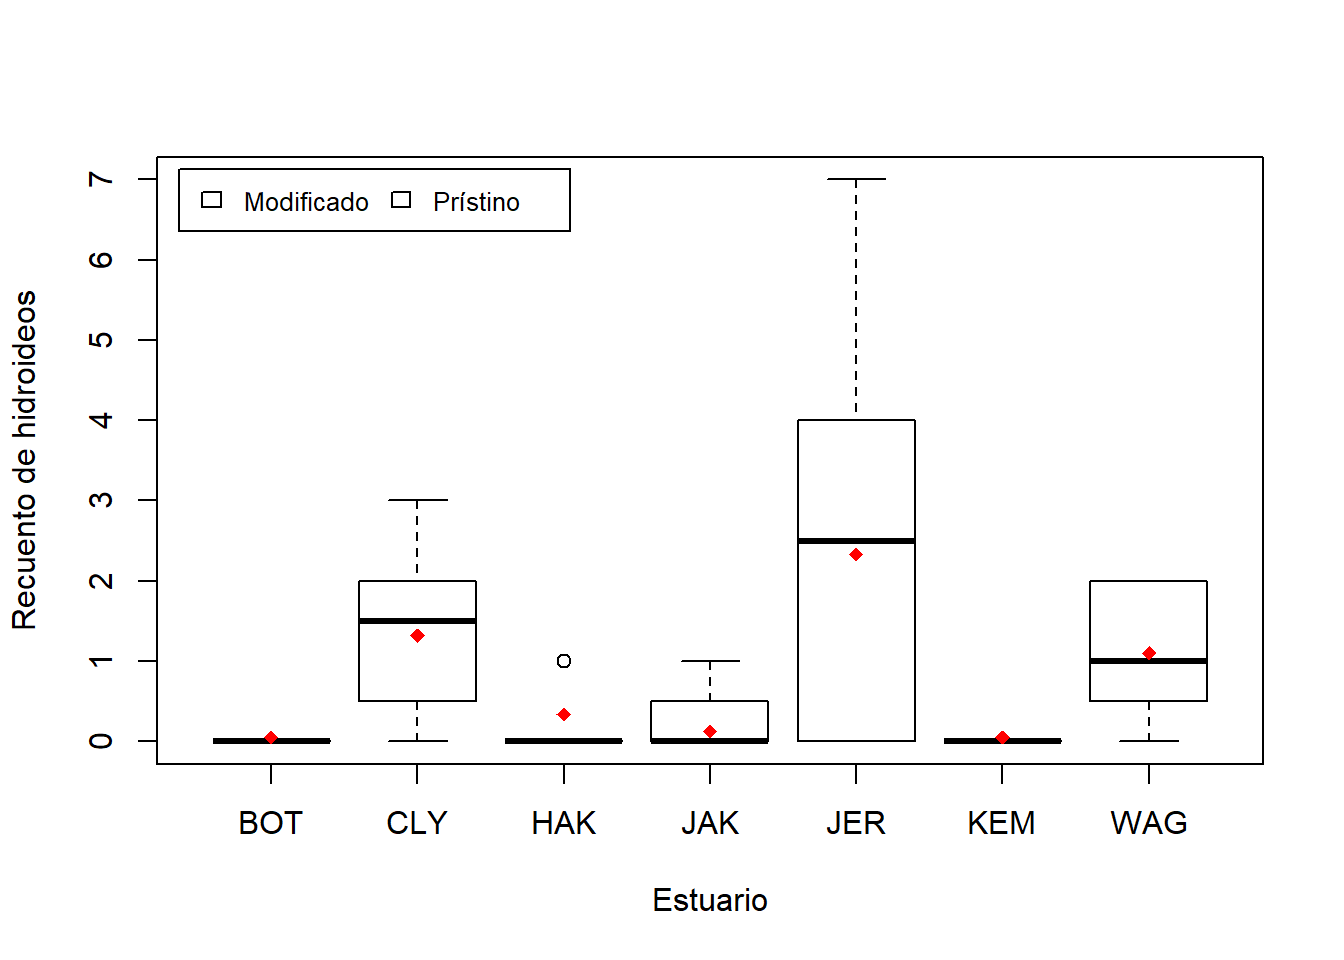 Modificado Prístino
7
6
5
4
3
2
1
0
Recuento de hidroideos
BOT CLY HAK JAK JER KEM WAG
Estuario